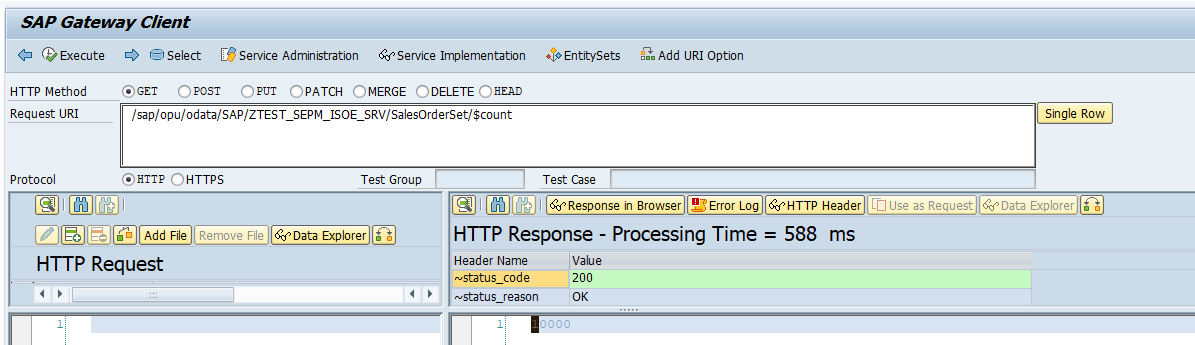 SAP Gateway Client
Execute Select Service Administration Service Implementation EntitySets Add URI Option
HTTP Method GET POST PUT PATCH MERGE DELETE HEAD
Request URI /sap/opu/odata/SAP/ZTEST_SEPM_ISOE_SRV/SalesOrderSet/$count Single Row
Protocol HTTP HTTPS Test Group Test Case
Response in Browser Error Log HTTP Header Use as Request Data Explorer
Add File Remove File Data Explorer
HTTP Response - Processing Time = 588 ms
HTTP Request
Header Name Value
~status_code 200
~status_reason OK
1
1 10000